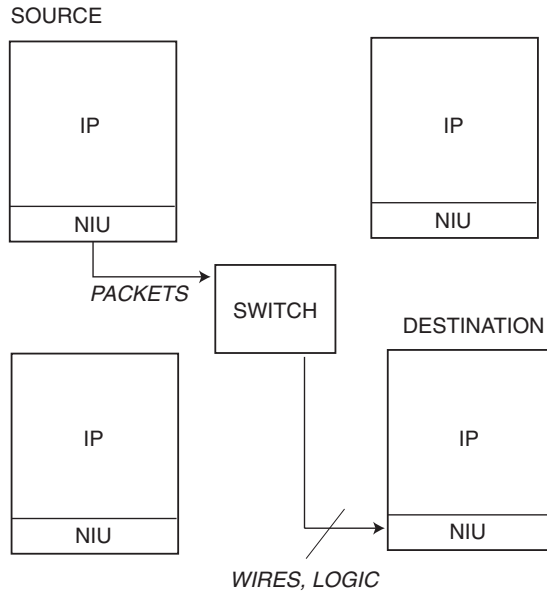 SOURCE
IP
NIU
IP
NIU
PACKETS
SWITCH
DESTINATION
IP
NIU
IP
NIU
WIRES, LOGIC